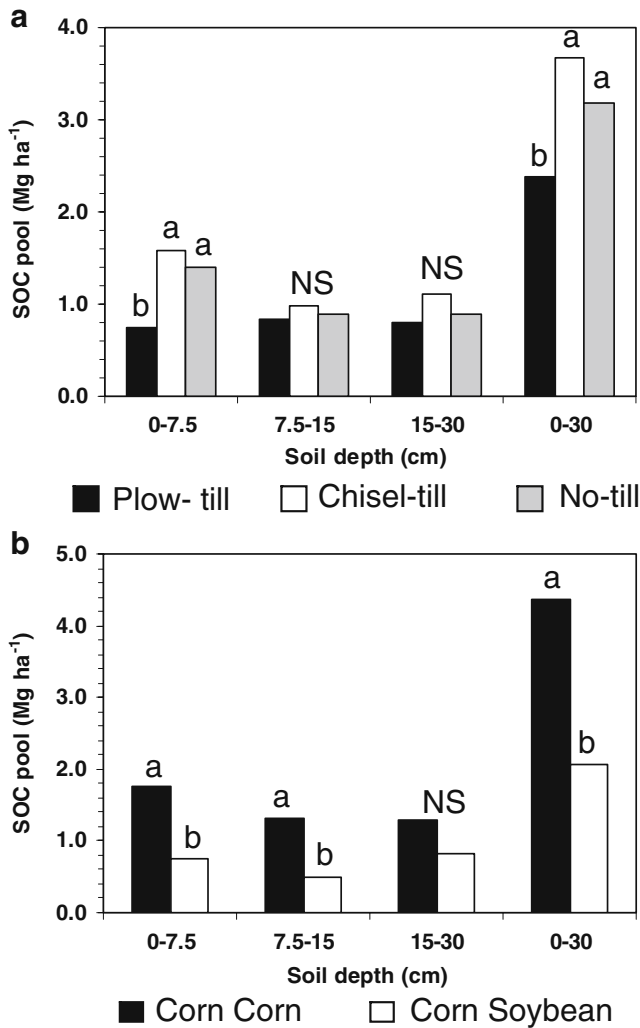 a
4.0
3.0
2.0
1.0
0.0
SOC pool (Mg ha⁻¹)
b a a
NS
NS
b a a
0-7.5 7.5-15 15-30 0-30
Soil depth (cm)
Plow- till Chisel-till No-till
b
5.0
4.0
3.0
2.0
1.0
0.0
SOC pool (Mg ha⁻¹)
a b
a b
NS
a b
0-7.5 7.5-15 15-30 0-30
Soil depth (cm)
Corn Corn Corn Soybean